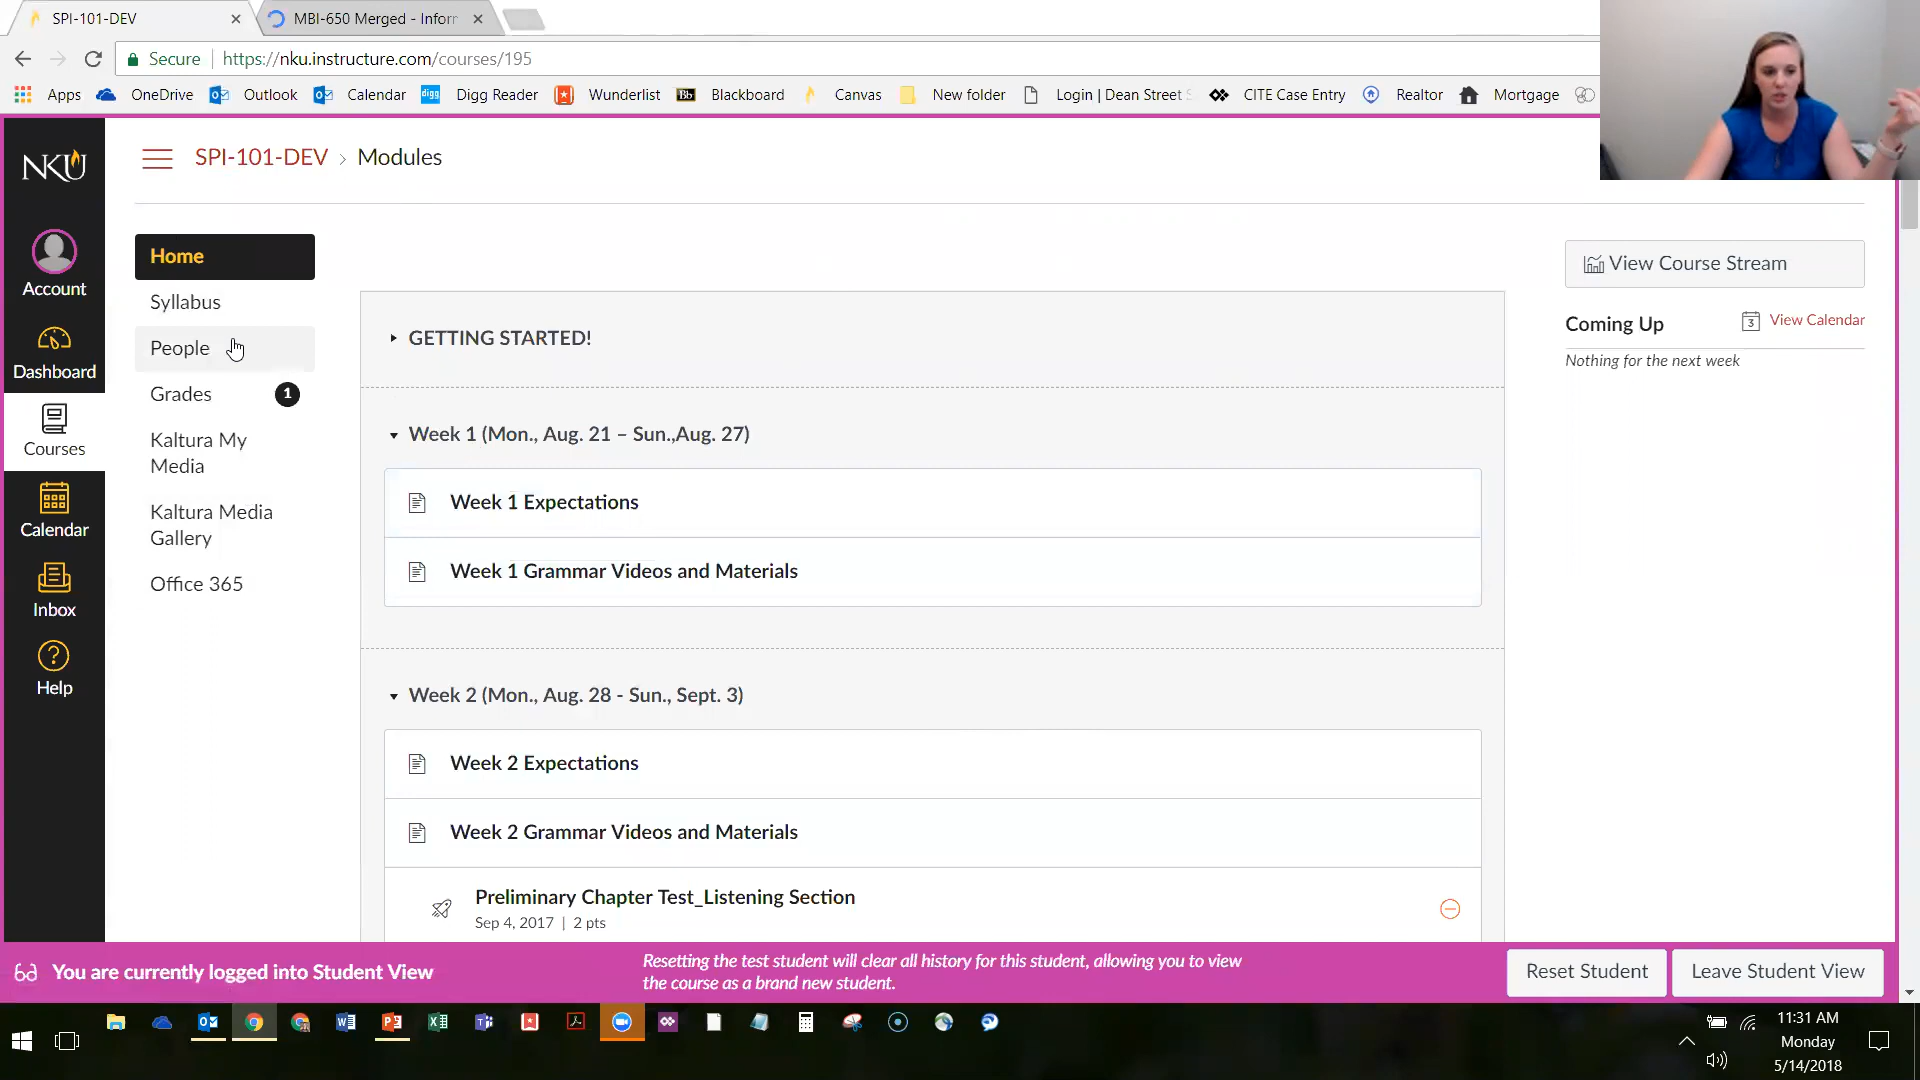 SPI-101-DEV
MBI-650 Merged - Inforr
Secure
https://nku.instructure.com/courses/195
Apps
OneDrive
Outlook
Calendar
digg
Digg Reader
Wunderlist
Bb
Blackboard
Canvas
New folder
Login | Dean Street S
CITE Case Entry
Realtor
Mortgage
NKU
SPI-101-DEV › Modules
Account
Dashboard
Courses
Calendar
Inbox
Help
Home
Syllabus
People
Grades
1
Kaltura My
Media
Kaltura Media
Gallery
Office 365
GETTING STARTED!
Week 1 (Mon., Aug. 21 – Sun.,Aug. 27)
Week 1 Expectations
Week 1 Grammar Videos and Materials
Week 2 (Mon., Aug. 28 - Sun., Sept. 3)
Week 2 Expectations
Week 2 Grammar Videos and Materials
Preliminary Chapter Test_Listening Section
Sep 4, 2017 | 2 pts
View Course Stream
Coming Up
3
View Calendar
Nothing for the next week
You are currently logged into Student View
Resetting the test student will clear all history for this student, allowing you to view
the course as a brand new student.
Reset Student
Leave Student View
11:31 AM
Monday
5/14/2018